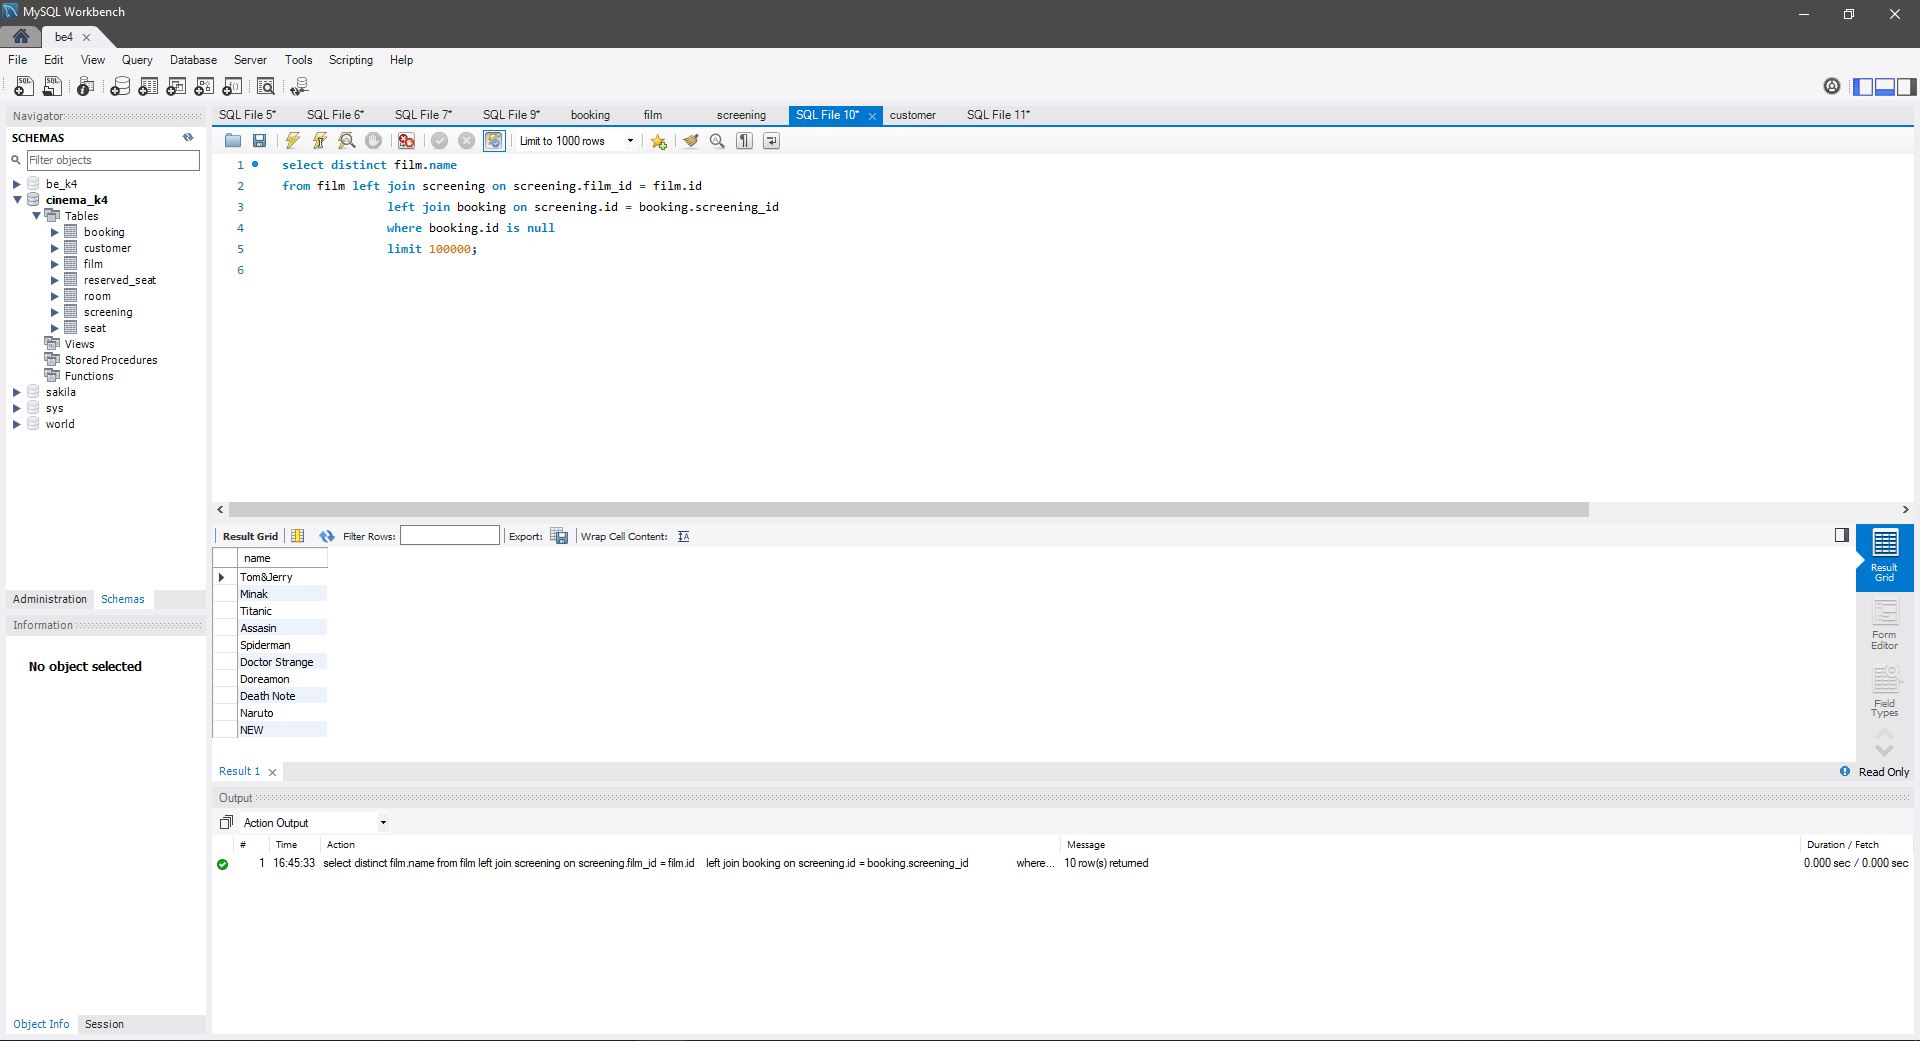 MySQL Workbench
be4
File Edit View Query Database Server Tools Scripting Help
Navigator
SCHEMAS
Filter objects
be_k4
cinema_k4
Tables
booking
customer
film
reserved_seat
room
screening
seat
Views
Stored Procedures
Functions
sakila
sys
world
Administration Schemas
Information
No object selected
Object Info Session
SQL File 5* SQL File 6* SQL File 7* SQL File 9* booking film screening SQL File 10* customer SQL File 11*
Limit to 1000 rows
1 select distinct film.name
2 from film left join screening on screening.film_id = film.id
3 left join booking on screening.id = booking.screening_id
4 where booking.id is null
5 limit 100000;
6
Result Grid Filter Rows: Export: Wrap Cell Content:
name
Tom&Jerry
Minak
Titanic
Assasin
Spiderman
Doctor Strange
Doreamon
Death Note
Naruto
NEW
Result Grid
Form Editor
Field Types
Result 1 Read Only
Output
Action Output
# Time Action Message Duration / Fetch
1 16:45:33 select distinct film.name from film left join screening on screening.film_id = film.id left join booking on screening.id = booking.screening_id where... 10 row(s) returned 0.000 sec / 0.000 sec